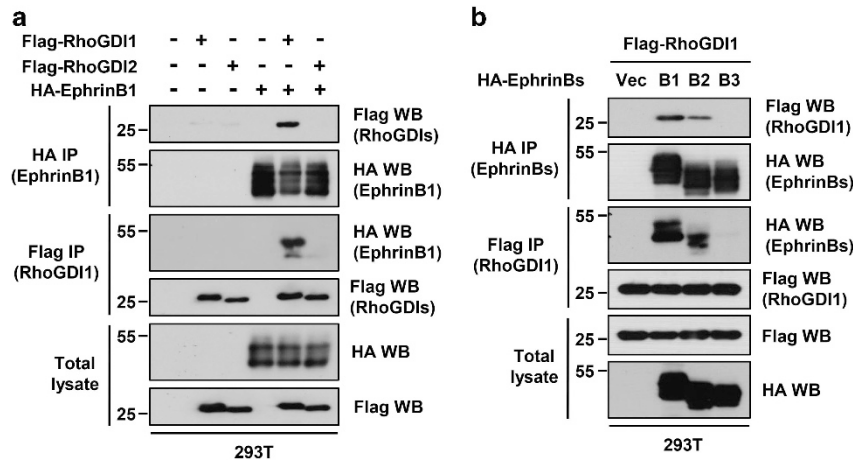 a
Flag-RhoGDI1 - + - - + -
Flag-RhoGDI2 - - + - - +
HA-EphrinB1 - - - + + +
HA IP
(EphrinB1)
25
Flag WB
(RhoGDIs)
55
HA WB
(EphrinB1)
Flag IP
(RhoGDI1)
55
HA WB
(EphrinB1)
25
Flag WB
(RhoGDIs)
Total
lysate
55
HA WB
25
Flag WB
293T
b
Flag-RhoGDI1
HA-EphrinBs Vec B1 B2 B3
HA IP
(EphrinBs)
25
Flag WB
(RhoGDI1)
55
HA WB
(EphrinBs)
Flag IP
(RhoGDI1)
55
HA WB
(EphrinBs)
25
Flag WB
(RhoGDI1)
Total
lysate
25
Flag WB
55
HA WB
293T